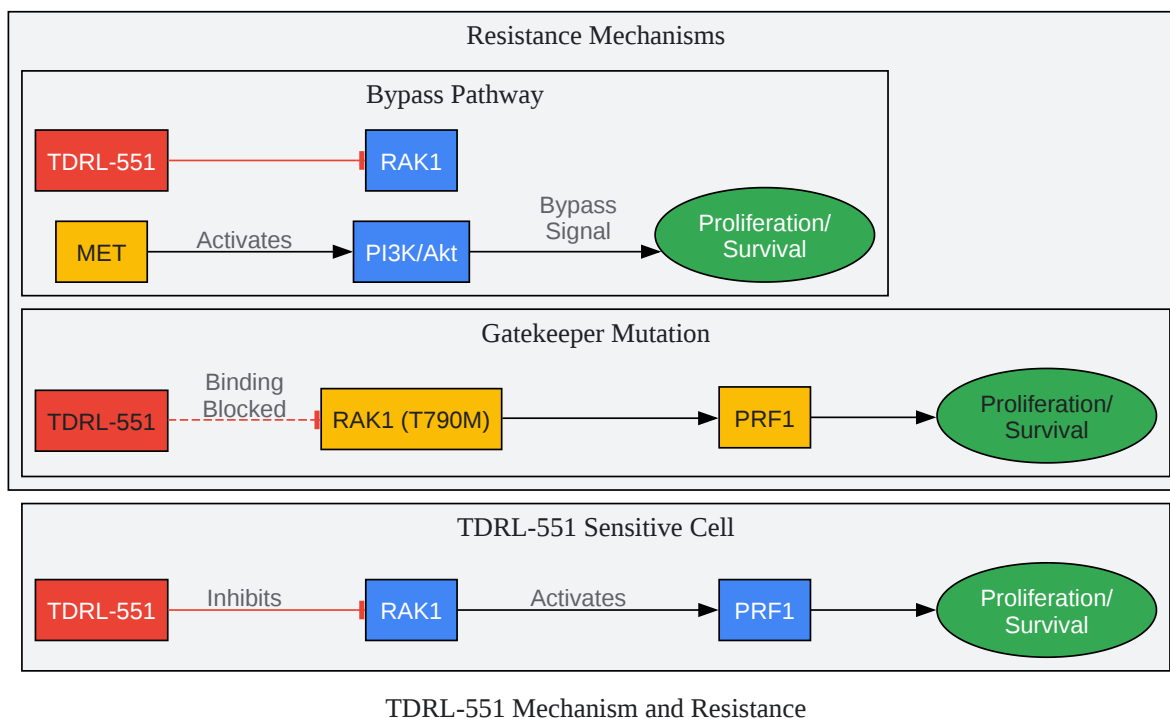 Resistance Mechanisms
Bypass Pathway
TDRL-551
RAK1
MET
Activates
PI3K/Akt
Bypass
Signal
Proliferation/
Survival
Gatekeeper Mutation
TDRL-551
Binding
Blocked
RAK1 (T790M)
PRF1
Proliferation/
Survival
TDRL-551 Sensitive Cell
TDRL-551
Inhibits
RAK1
Activates
PRF1
Proliferation/
Survival
TDRL-551 Mechanism and Resistance